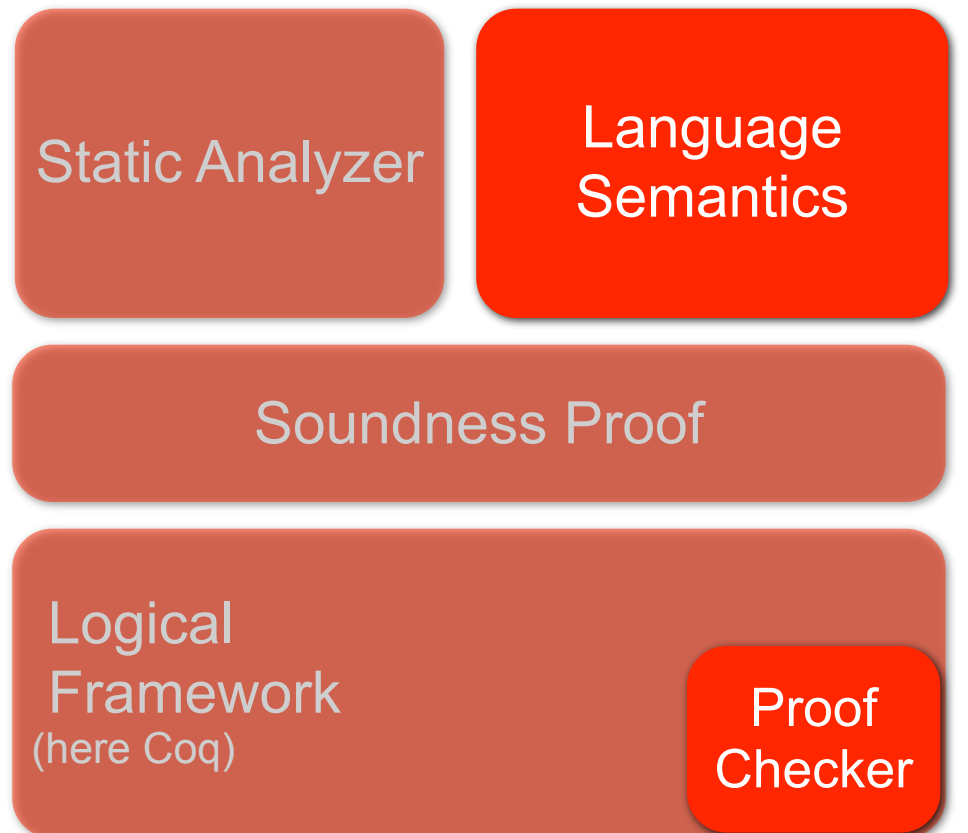 Static Analyzer
Language
Semantics
Soundness Proof
Logical
Framework
(here Coq)
Proof
Checker